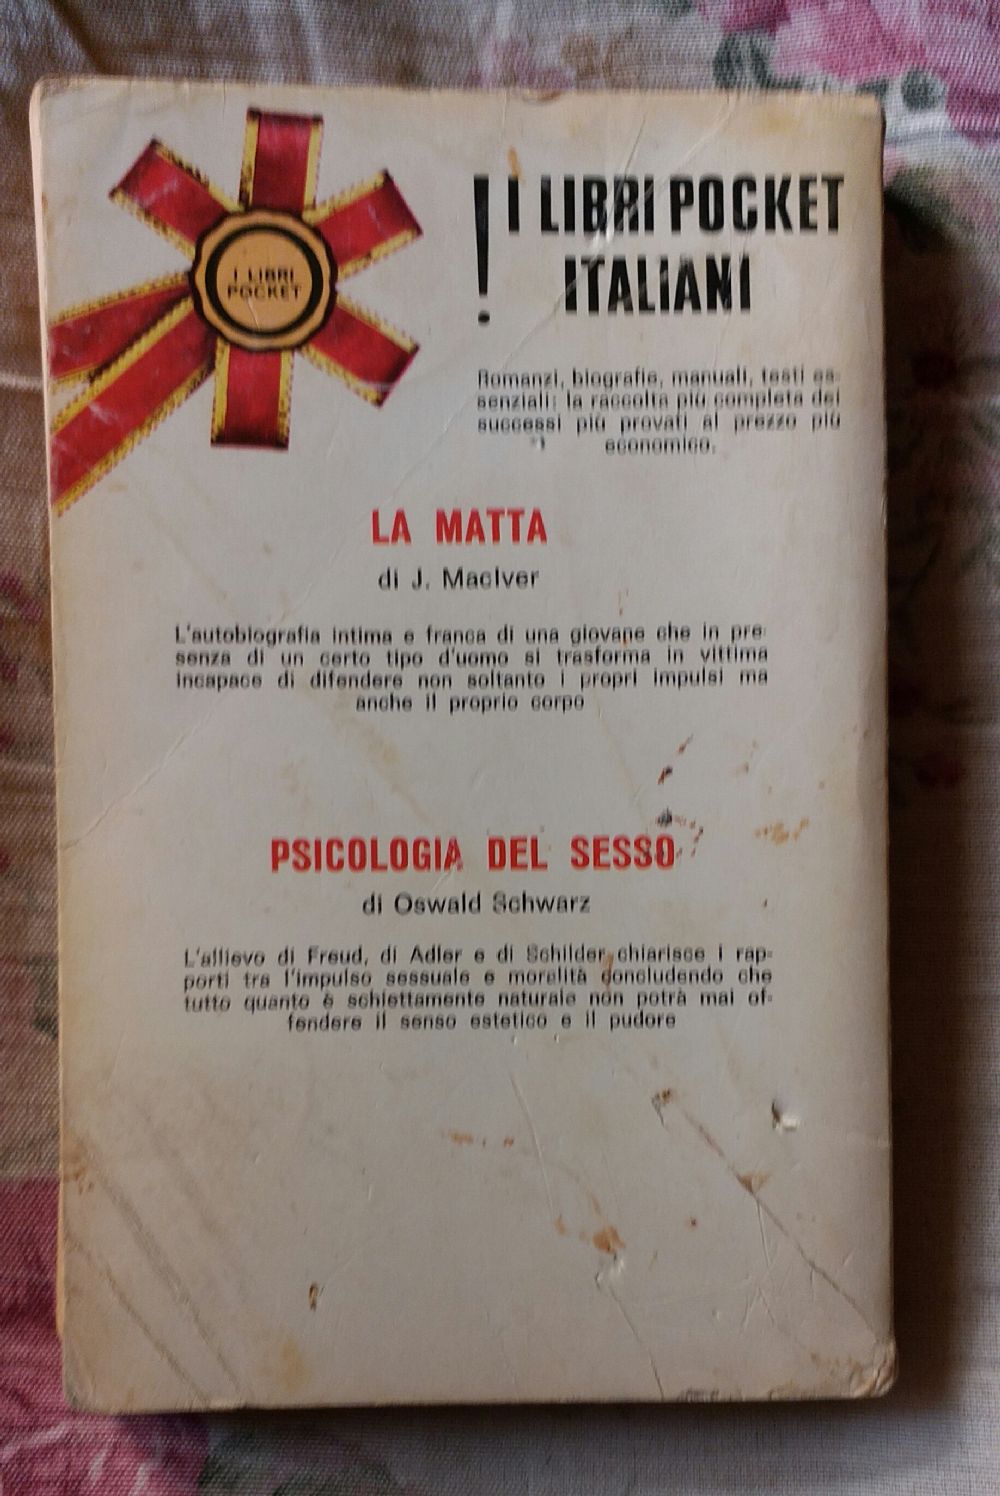 I LIBRI
POCKET
! I LIBRI POCKET
ITALIANI
Romanzi, biografie, manuali, testi es-
senziali: la raccolta più completa dei
successi più provati al prezzo più
economico.
LA MATTA
di J. MacIver
L'autobiografia intima e franca di una giovane che in pre-
senza di un certo tipo d'uomo si trasforma in vittima
incapace di difendere non soltanto i propri impulsi ma
anche il proprio corpo
PSICOLOGIA DEL SESSO
di Oswald Schwarz
L'allievo di Freud, di Adler e di Schilder chiarisce i rap-
porti tra l'impulso sessuale e moralità concludendo che
tutto quanto è schiettamente naturale non potrà mai of-
fendere il senso estetico e il pudore